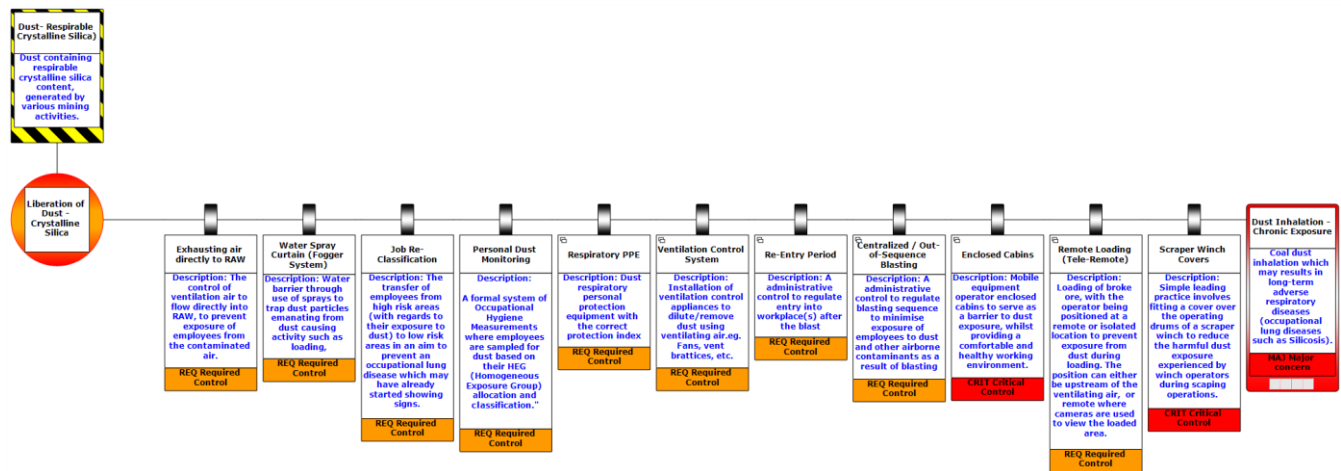 Dust- Respirable
Crystalline Silica)
Dust containing
respirable
crystalline silica
content,
generated by
various mining
activities.
Liberation of
Dust -
Crystalline
Silica
Exhausting air
directly to RAW
Description: The
control of
ventilation air to
flow directly into
RAW, to prevent
exposure of
employees from
the contaminated
air.
REQ Required
Control
Water Spray
Curtain (Fogger
System)
Description: Water
barrier through
use of sprays to
trap dust particles
emanating from
dust causing
activity such as
loading,
REQ Required
Control
Job Re-
Classification
Description: The
transfer of
employees from
high risk areas
(with regards to
their exposure to
dust) to low risk
areas in an aim to
prevent an
occupational lung
disease which may
have already
started showing
signs.
REQ Required
Control
Personal Dust
Monitoring
Description:
A formal system of
Occupational
Hygiene
Measurements
where employees
are sampled for
dust based on
their HEG
(Homogeneous
Exposure Group)
allocation and
classification."
REQ Required
Control
Respiratory PPE
Description: Dust
respiratory
personal
protection
equipment with
the correct
protection index
REQ Required
Control
Ventilation Control
System
Description:
Installation of
ventilation control
appliances to
dilute/remove
dust using
ventilating air.eg.
Fans, vent
brattices, etc.
REQ Required
Control
Re-Entry Period
Description: A
administrative
control to regulate
entry into
workplace(s) after
the blast
REQ Required
Control
Centralized / Out-
of-Sequence
Blasting
Description: A
administrative
control to regulate
blasting sequence
to minimise
exposure of
employees to dust
and other airborne
contaminants as a
result of blasting
REQ Required
Control
Enclosed Cabins
Description: Mobile
equipment
operator enclosed
cabins to serve as
a barrier to dust
exposure, whilst
providing a
comfortable and
healthy working
environment.
CRIT Critical
Control
Remote Loading
(Tele-Remote)
Description:
Loading of broke
ore, with the
operator being
positioned at a
remote or isolated
location to prevent
exposure from
dust during
loading. The
position can either
be upstream of the
ventilating air, or
remote where
cameras are used
to view the loaded
area.
REQ Required
Control
Scraper Winch
Covers
Description: Simple
leading practice
involves fitting a
cover over the
operating drums
of a scraper
winch to reduce
the harmful dust
exposure
experienced by
winch operators
during scaping
operations.
CRIT Critical
Control
Dust Inhalation -
Chronic Exposure
Coal dust
inhalation which
may results in
long-term
adverse
respiratory
diseases
(occupational
lung diseases
such as Silicosis).
MAJ Major
concern